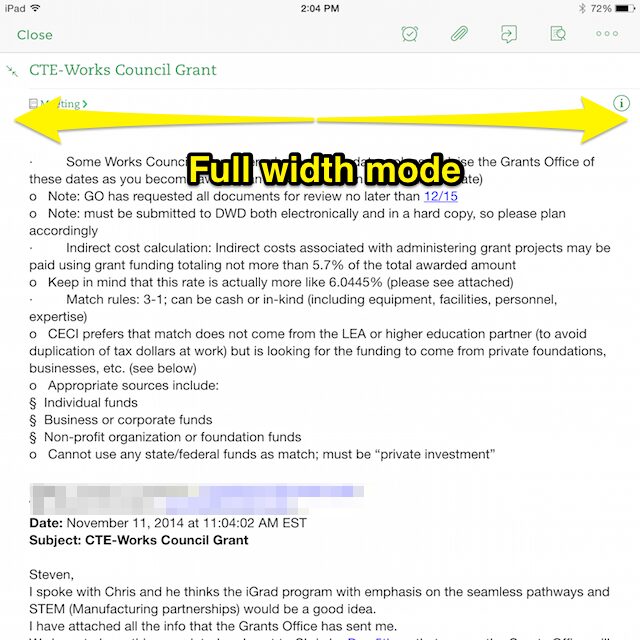 iPad 2:04 PM 72%
Close
CTE-Works Council Grant
Meeting
Full width mode
· Some Works Counci the Grants Office of
these dates as you becom
o Note: GO has requested all documents for review no later than 12/15
o Note: must be submitted to DWD both electronically and in a hard copy, so please plan
accordingly
· Indirect cost calculation: Indirect costs associated with administering grant projects may be
paid using grant funding totaling not more than 5.7% of the total awarded amount
o Keep in mind that this rate is actually more like 6.0445% (please see attached)
· Match rules: 3-1; can be cash or in-kind (including equipment, facilities, personnel,
expertise)
o CECI prefers that match does not come from the LEA or higher education partner (to avoid
duplication of tax dollars at work) but is looking for the funding to come from private foundations,
businesses, etc. (see below)
o Appropriate sources include:
§ Individual funds
§ Business or corporate funds
§ Non-profit organization or foundation funds
o Cannot use any state/federal funds as match; must be “private investment”
Date: November 11, 2014 at 11:04:02 AM EST
Subject: CTE-Works Council Grant
Steven,
I spoke with Chris and he thinks the iGrad program with emphasis on the seamless pathways and
STEM (Manufacturing partnerships) would be a good idea.
I have attached all the info that the Grants Office has sent me.